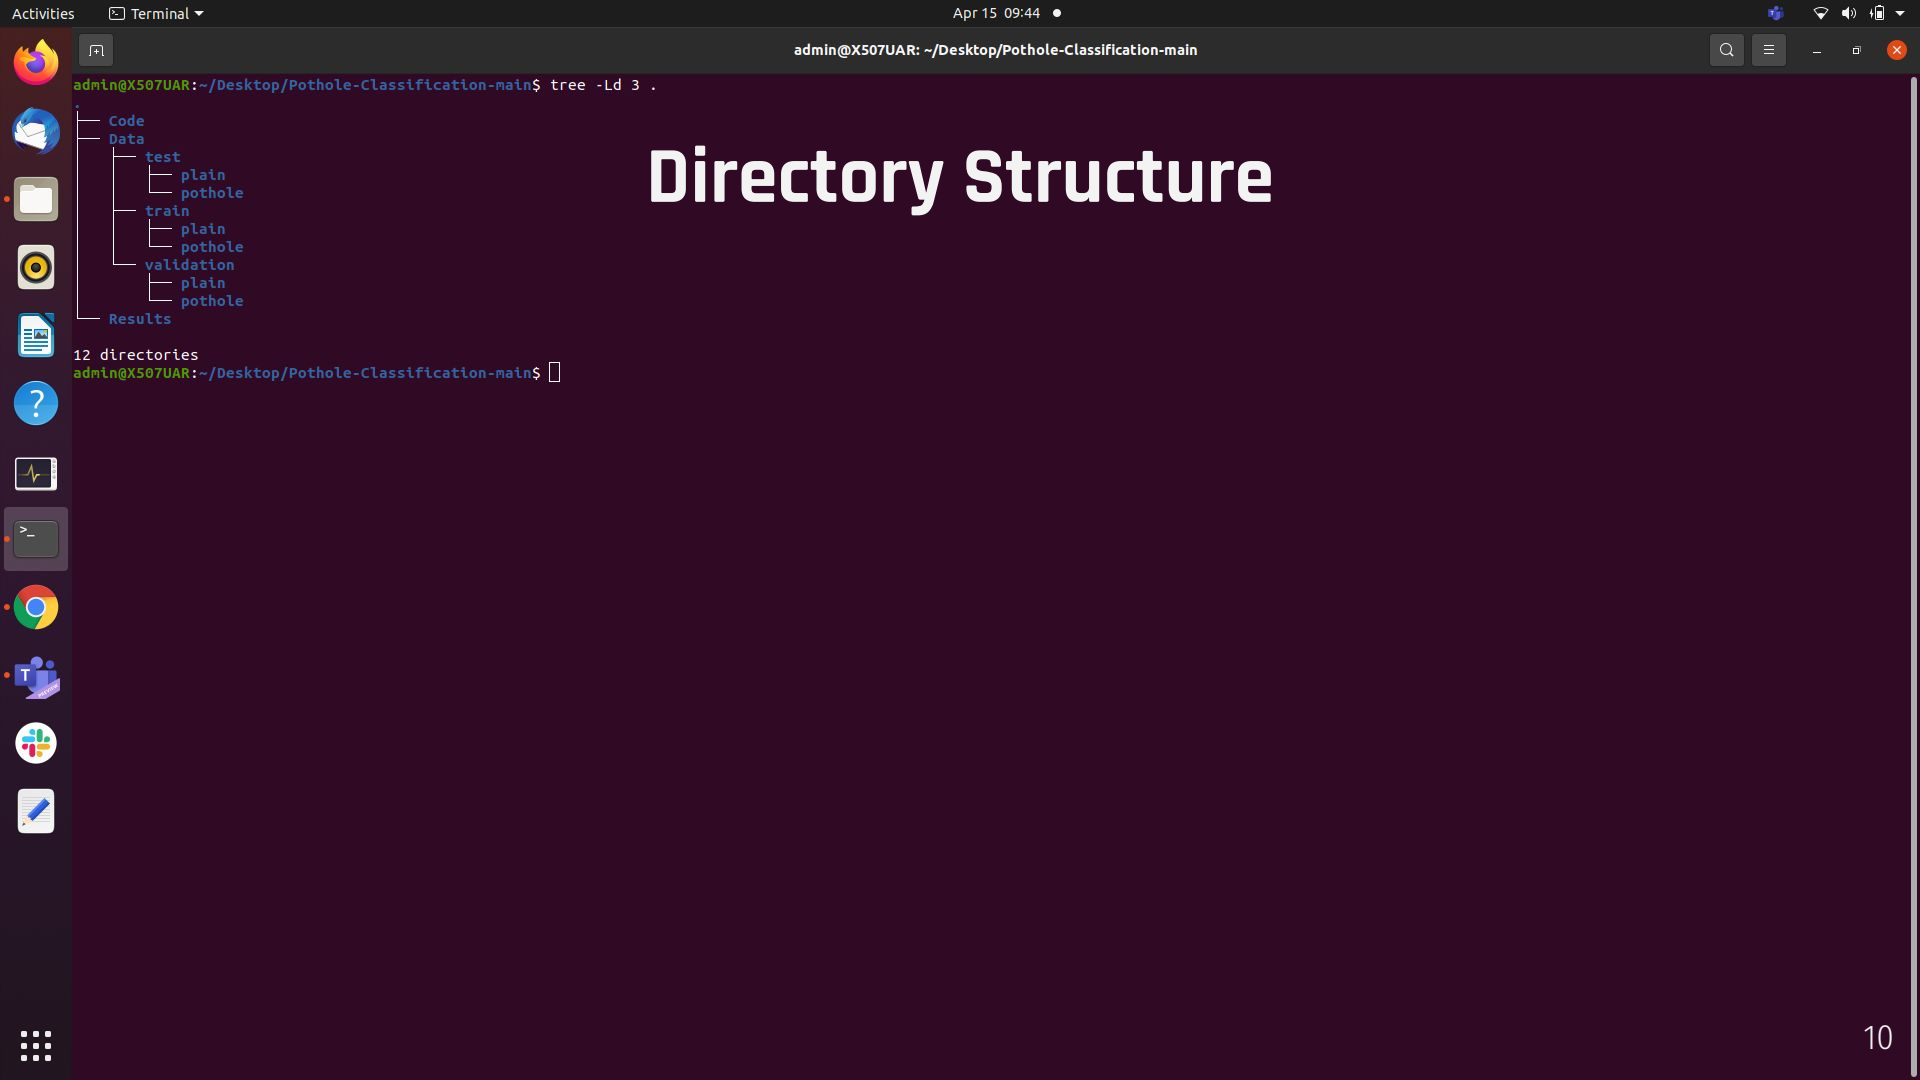 Activities Terminal Apr 15 09:44
admin@X507UAR: ~/Desktop/Pothole-Classification-main
admin@X507UAR:~/Desktop/Pothole-Classification-main$ tree -Ld 3 .
.
├── Code
├── Data
│   ├── test
│   │   ├── plain
│   │   └── pothole
│   ├── train
│   │   ├── plain
│   │   └── pothole
│   └── validation
│       ├── plain
│       └── pothole
└── Results
12 directories
admin@X507UAR:~/Desktop/Pothole-Classification-main$
Directory Structure
?
>_
T
10